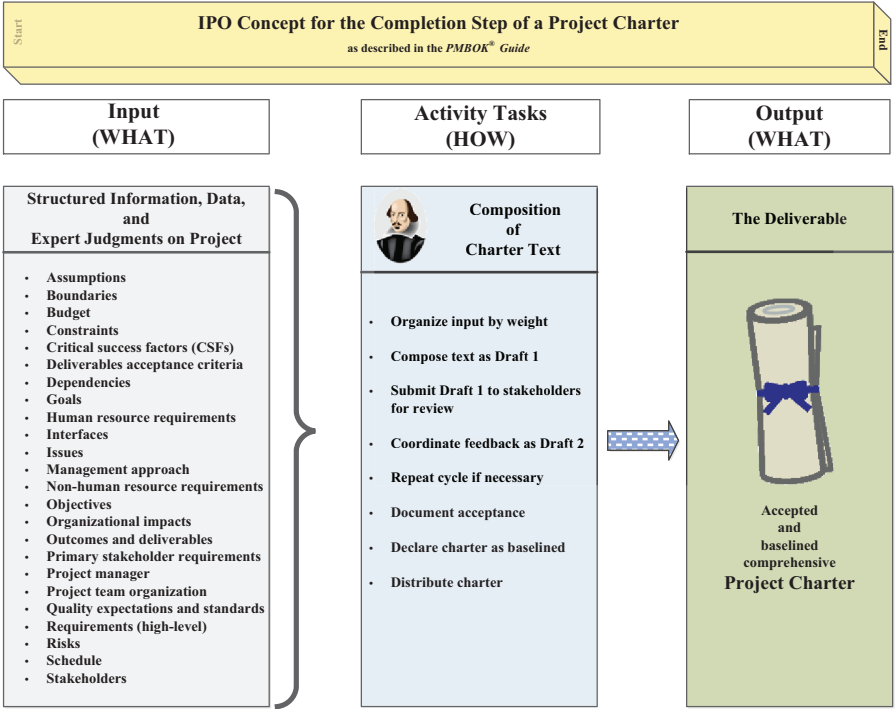 Start
IPO Concept for the Completion Step of a Project Charter
as described in the PMBOK® Guide
End
Input
(WHAT)
Activity Tasks
(HOW)
Output
(WHAT)
Structured Information, Data,
and
Expert Judgments on Project
• Assumptions
• Boundaries
• Budget
• Constraints
• Critical success factors (CSFs)
• Deliverables acceptance criteria
• Dependencies
• Goals
• Human resource requirements
• Interfaces
• Issues
• Management approach
• Non-human resource requirements
• Objectives
• Organizational impacts
• Outcomes and deliverables
• Primary stakeholder requirements
• Project manager
• Project team organization
• Quality expectations and standards
• Requirements (high-level)
• Risks
• Schedule
• Stakeholders
Composition
of
Charter Text
• Organize input by weight
• Compose text as Draft 1
• Submit Draft 1 to stakeholders
for review
• Coordinate feedback as Draft 2
• Repeat cycle if necessary
• Document acceptance
• Declare charter as baselined
• Distribute charter
The Deliverable
Accepted
and
baselined
comprehensive
Project Charter